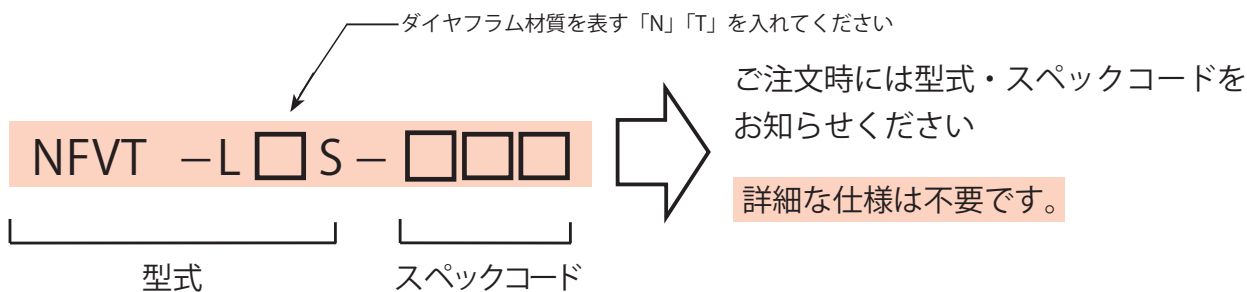 ダイヤフラム材質を表す「N」「T」を入れてください
NFVT －L□S－□□□
型式
スペックコード
ご注文時には型式・スペックコードを
お知らせください
詳細な仕様は不要です。